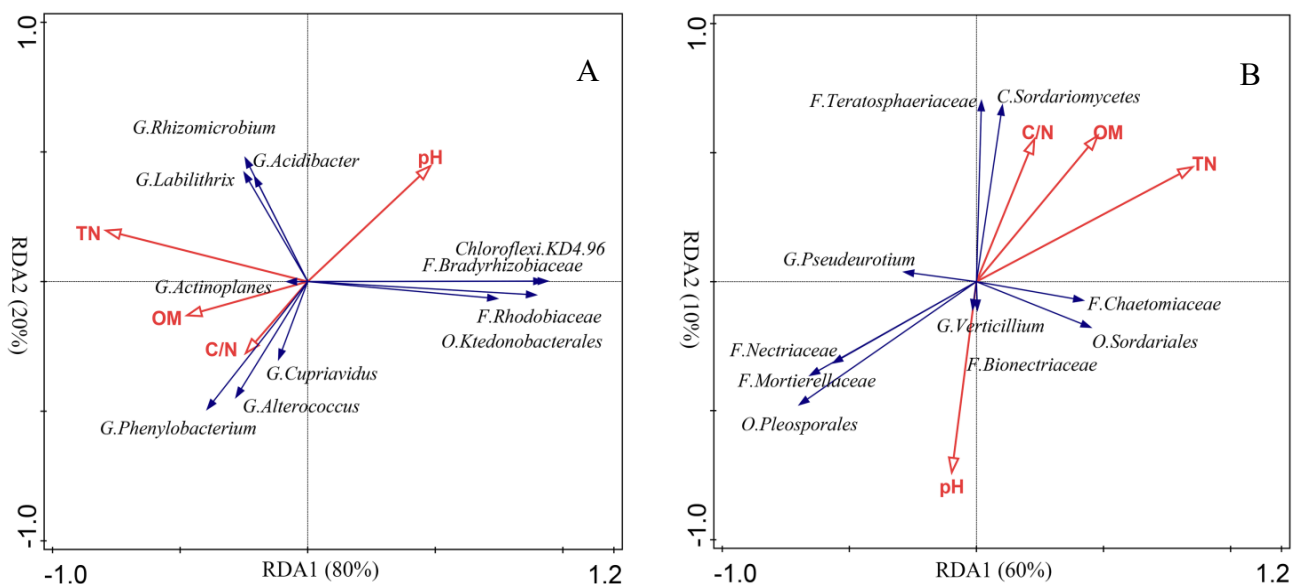 1.0
A
G.Rhizomicrobium
G.Acidibacter
pH
G.Labilithrix
TN
Chloroflexi.KD4.96
F.Bradyrhizobiaceae
G.Actinoplanes
OM
F.Rhodobiaceae
O.Ktedonobacterales
C/N
G.Cupriavidus
G.Alterococcus
G.Phenylobacterium
RDA2 (20%)
-1.0
-1.0
RDA1 (80%)
1.2
1.0
B
F.Teratosphaeriaceae
C.Sordariomycetes
C/N
OM
TN
G.Pseudeurotium
F.Chaetomiaceae
G.Verticillium
O.Sordariales
F.Nectriaceae
F.Bionectriaceae
F.Mortierellaceae
O.Pleosporales
pH
RDA2 (10%)
-1.0
-1.0
RDA1 (60%)
1.2